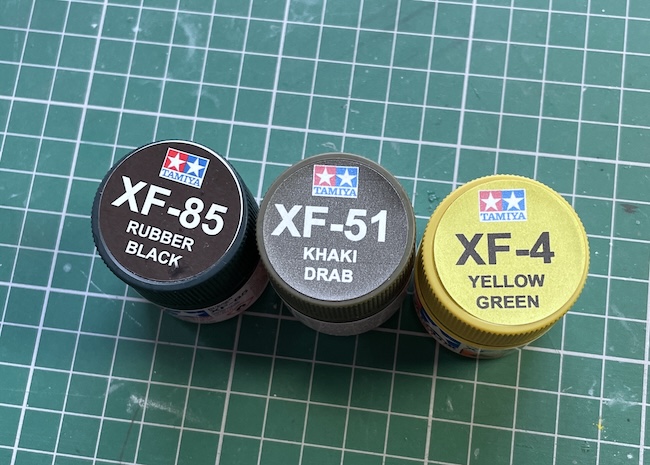 TAMIYA
XF-85
RUBBER
BLACK
TAMIYA
XF-51
KHAKI
DRAB
TAMIYA
XF-4
YELLOW
GREEN